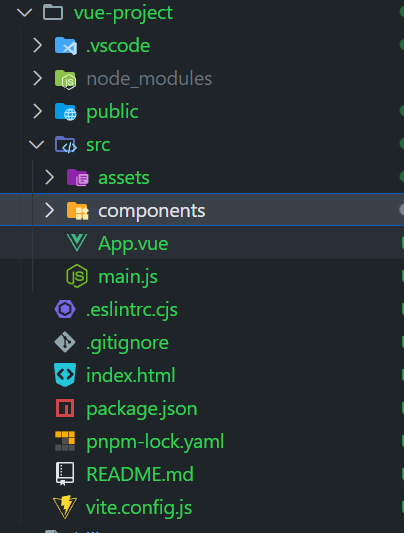 vue-project
.vscode
node_modules
public
src
assets
components
App.vue
main.js
.eslintrc.cjs
.gitignore
index.html
package.json
pnpm-lock.yaml
README.md
vite.config.js